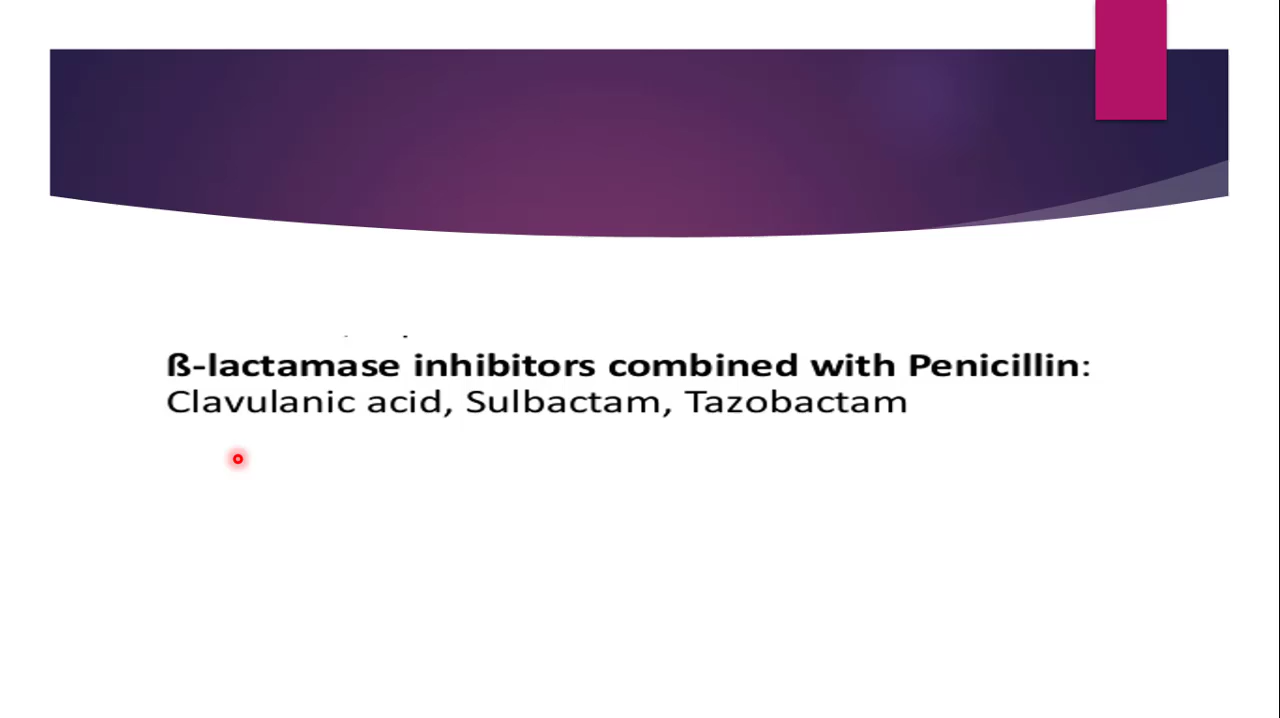 ß-lactamase inhibitors combined with Penicillin:
Clavulanic acid, Sulbactam, Tazobactam